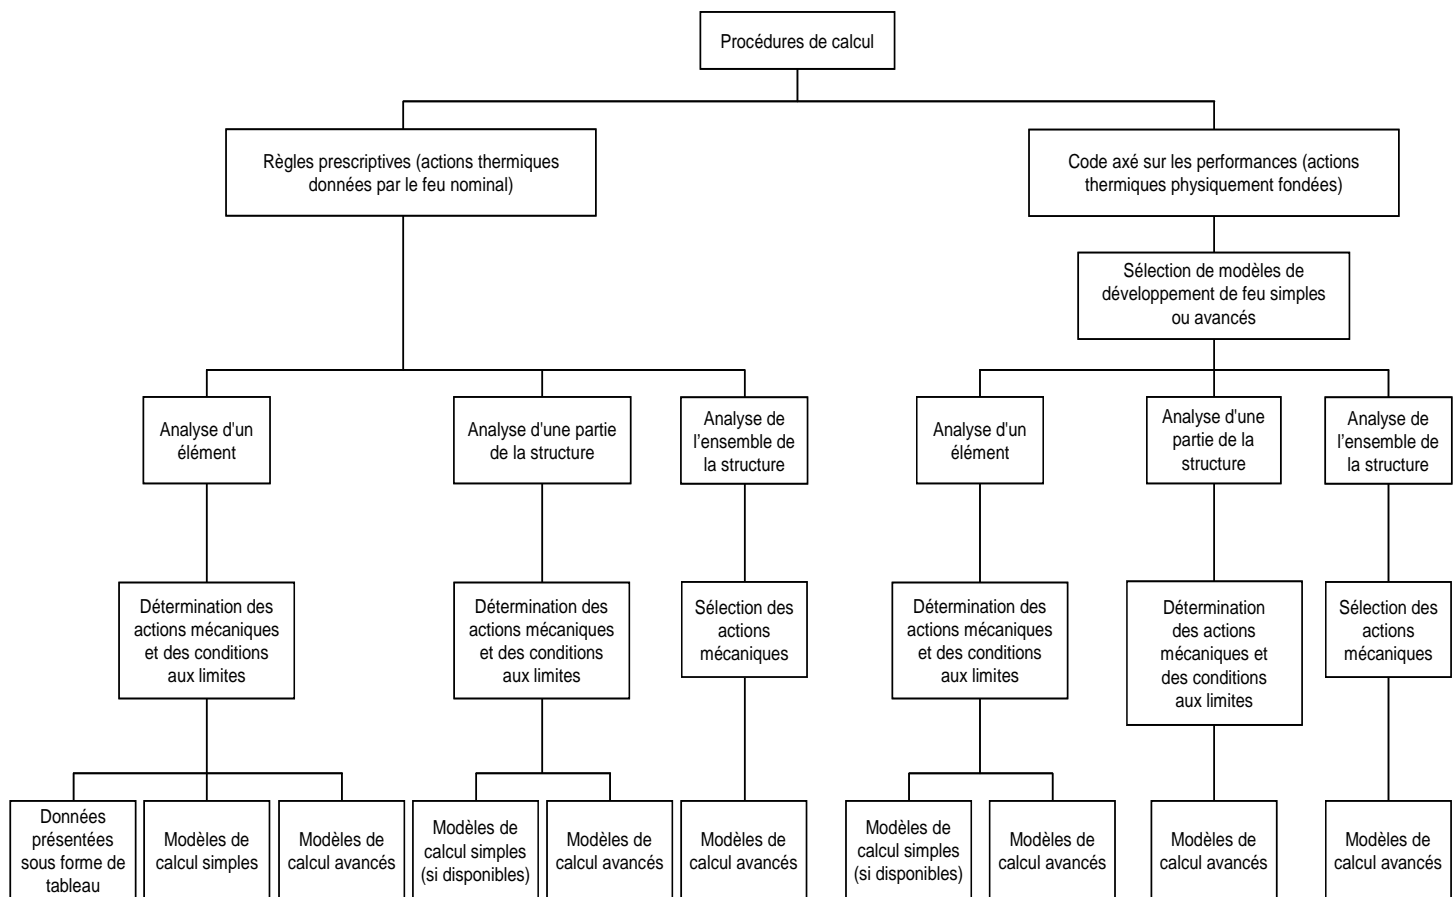 Procédures de calcul
Règles prescriptives (actions thermiques
données par le feu nominal)
Code axé sur les performances (actions
thermiques physiquement fondées)
Sélection de modèles de
développement de feu simples
ou avancés
Analyse d'un
élément
Analyse d'une partie
de la structure
Analyse de
l'ensemble de
la structure
Analyse d'un
élément
Analyse d'une
partie de la
structure
Analyse de
l'ensemble de
la structure
Détermination des
actions mécaniques
et des conditions
aux limites
Détermination des
actions mécaniques
et des conditions
aux limites
Sélection des
actions
mécaniques
Détermination des
actions mécaniques
et des conditions
aux limites
Détermination
des actions
mécaniques et
des conditions
aux limites
Sélection des
actions
mécaniques
Données
présentées
sous forme de
tableau
Modèles de
calcul simples
Modèles de
calcul avancés
Modèles de
calcul simples
(si disponibles)
Modèles de
calcul avancés
Modèles de
calcul avancés
Modèles de
calcul simples
(si disponibles)
Modèles de
calcul avancés
Modèles de
calcul avancés
Modèles de
calcul avancés